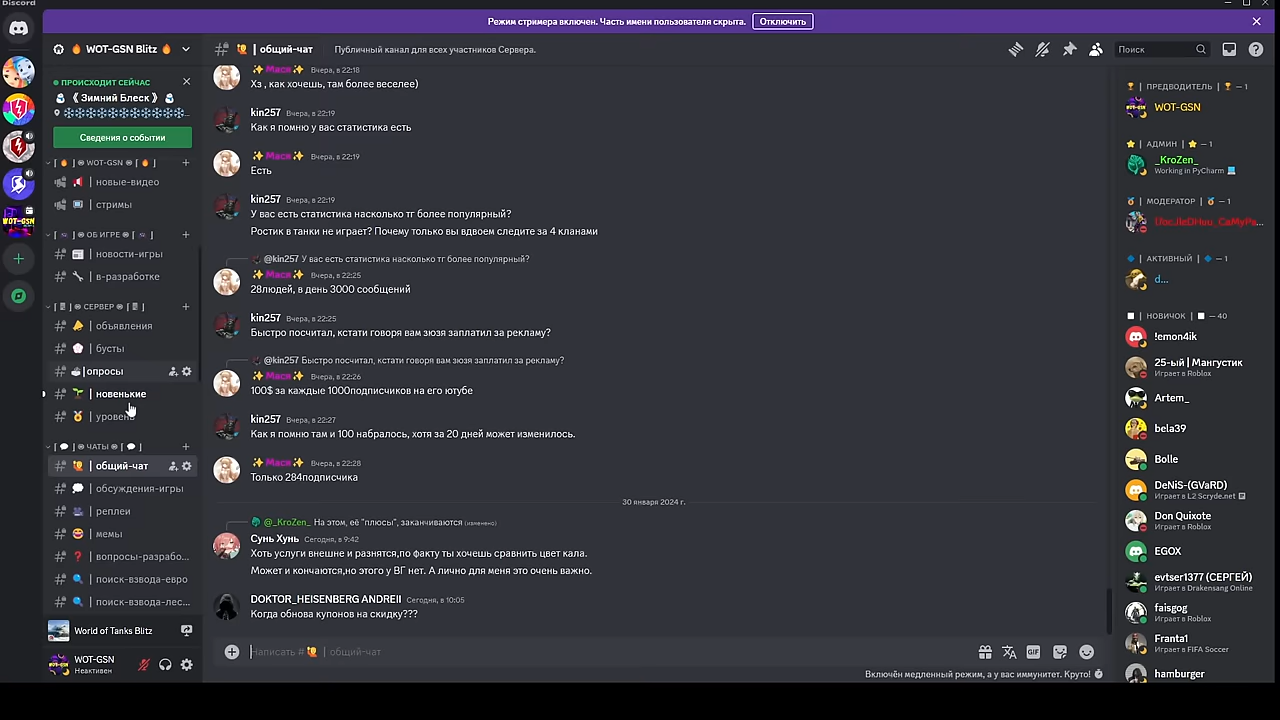 Discord
Режим стримера включен. Часть имени пользователя скрыта.
Отключить
WOT-GSN Blitz
ПРОИСХОДИТ СЕЙЧАС
《 Зимний Блеск 》
Сведения о событии
WOT-GSN
| новые-видео
| стримы
ОБ ИГРЕ
| новости-игры
| в-разработке
СЕРВЕР
| объявления
| бусты
|опросы
| новенькие
| уровень
ЧАТЫ
| общий-чат
| обсуждения-игры
| реплеи
| мемы
| вопросы-разрабо...
| поиск-взвода-евро
| поиск-взвода-лес...
World of Tanks Blitz
WOT-GSN
Неактивен
| общий-чат
Публичный канал для всех участников Сервера.
Поиск
Мася Вчера, в 22:18
Хз , как хочешь, там более веселее)
kin257 Вчера, в 22:19
Как я помню у вас статистика есть
Мася Вчера, в 22:19
Есть
kin257 Вчера, в 22:19
У вас есть статистика насколько тг более популярный?
Ростик в танки не играет? Почему только вы вдвоем следите за 4 кланами
@kin257 У вас есть статистика насколько тг более популярный?
Мася Вчера, в 22:25
28людей, в день 3000 сообщений
kin257 Вчера, в 22:25
Быстро посчитал, кстати говоря вам зюзя заплатил за рекламу?
@kin257 Быстро посчитал, кстати говоря вам зюзя заплатил за рекламу?
Мася Вчера, в 22:26
100$ за каждые 1000подписчиков на его ютубе
kin257 Вчера, в 22:27
Как я помню там и 100 набралось, хотя за 20 дней может изменилось.
Мася Вчера, в 22:28
Только 284подписчика
30 января 2024 г.
@_KroZen_ На этом, её "плюсы", заканчиваются (изменено)
Сунь Хунь Сегодня, в 9:42
Хоть услуги внешне и разнятся,по факту ты хочешь сравнить цвет кала.
Может и кончаются,но этого у ВГ нет. А лично для меня это очень важно.
DOKTOR_HEISENBERG ANDREII Сегодня, в 10:05
Когда обнова купонов на скидку???
Написать # | общий-чат
GIF
Включён медленный режим, а у вас иммунитет. Круто!
| ПРЕДВОДИТЕЛЬ | — 1
WOT-GSN
| АДМИН | — 1
_KroZen_
Working in PyCharm
| МОДЕРАТОР | — 1
| АКТИВНЫЙ | — 1
d...
| НОВИЧОК | — 40
!emon4ik
25-ый | Мангустик
Играет в Roblox
Artem_
bela39
Bolle
DeNiS-(GVaRD)
Играет в L2 Scryde.net
Don Quixote
Играет в Roblox
EGOX
evtser1377 (СЕРГЕЙ)
Играет в Drakensang Online
faisgog
Играет в Roblox
Franta1
Играет в FIFA Soccer
hamburger